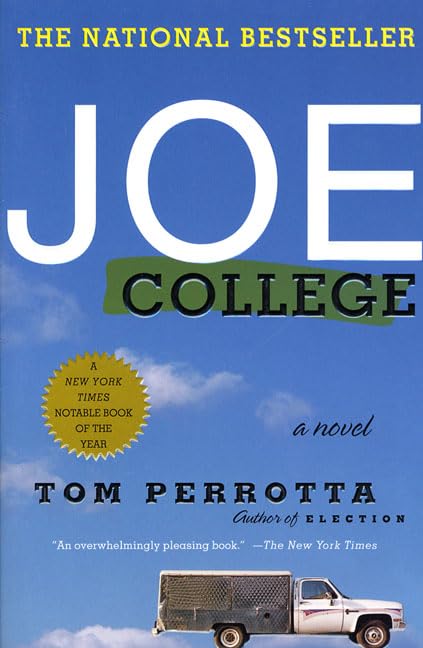 THE NATIONAL BESTSELLER
JOE
COLLEGE
A
NEW YORK
TIMES
NOTABLE BOOK
OF THE
YEAR
a novel
TOM PERROTTA
Author of ELECTION
"An overwhelmingly pleasing book." —The New York Times